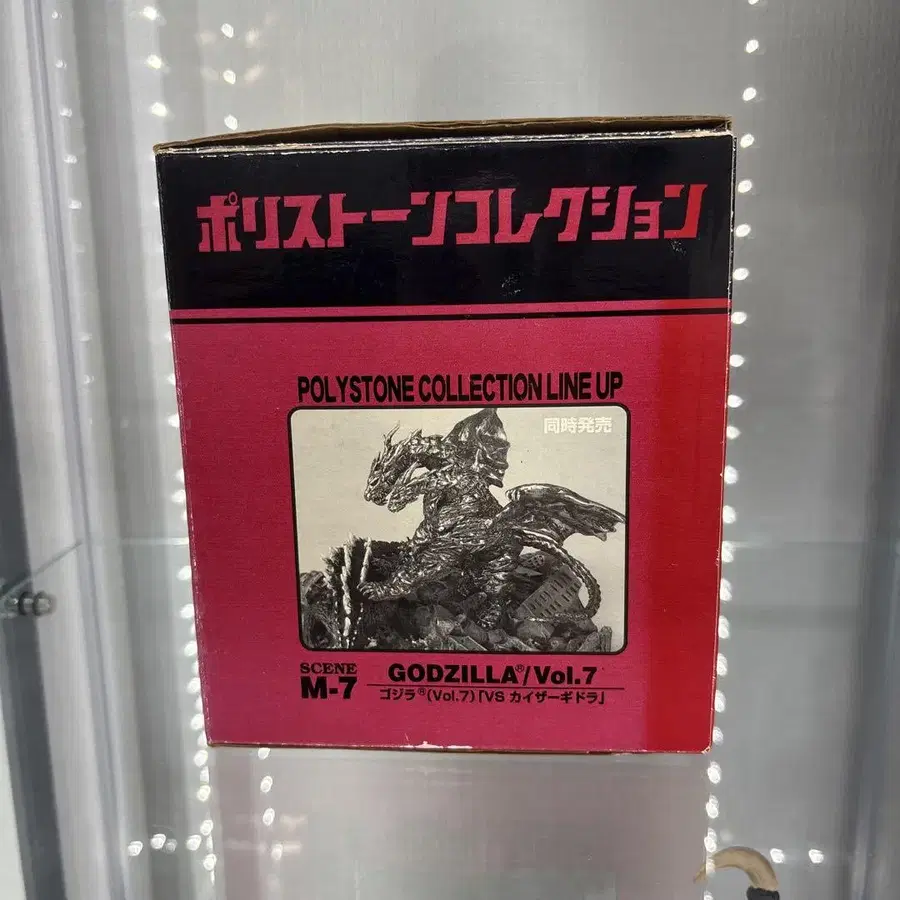 ポリストーンコレクション
POLYSTONE COLLECTION LINE UP
同時発売
SCENE
M-7
GODZILLA®/Vol.7
ゴジラ®(Vol.7)「VS カイザーギドラ」